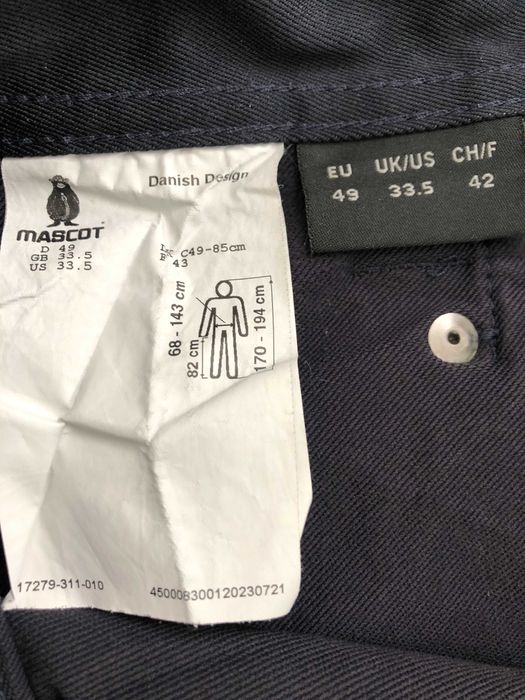 Danish Design
MASCOT
D 49
GB 33.5
US 33.5
C49-85cm
43
68 - 143 cm
82 cm
170 - 194 cm
17279-311-010
450008300120230721
EU UK/US CH/F
49 33.5 42